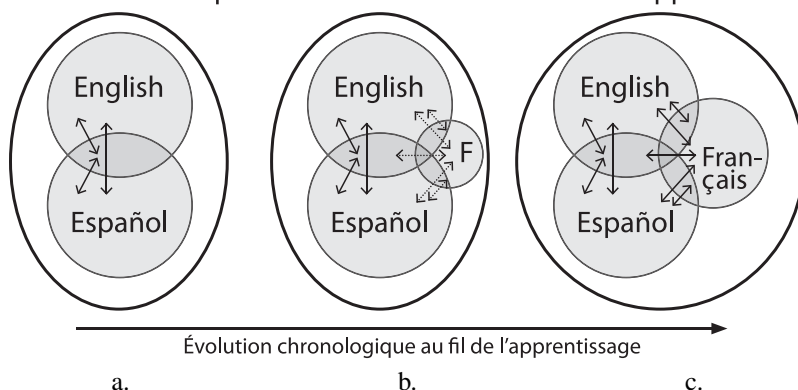 English
Español
English
F
Español
English
Fran-
çais
Español
Évolution chronologique au fil de l’apprentissage
a.
b.
c.